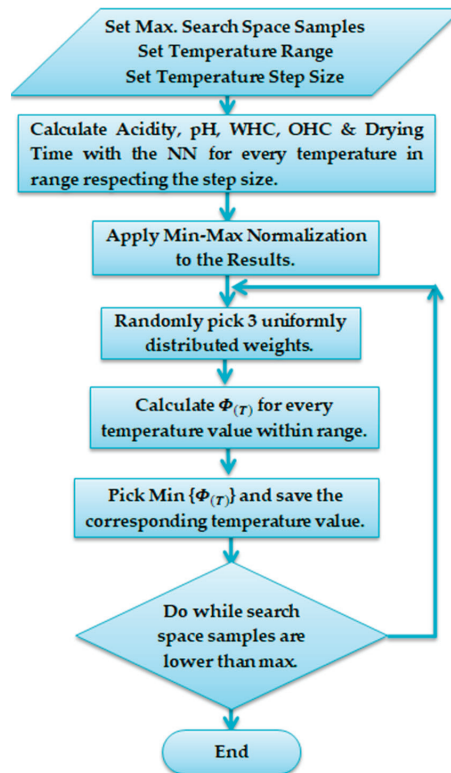 Set Max. Search Space Samples
Set Temperature Range
Set Temperature Step Size
Calculate Acidity, pH, WHC, OHC & Drying
Time with the NN for every temperature in
range respecting the step size.
Apply Min-Max Normalization
to the Results.
Randomly pick 3 uniformly
distributed weights.
Calculate Φ(T) for every
temperature value within range.
Pick Min {Φ(T)} and save the
corresponding temperature value.
Do while search
space samples are
lower than max.
End